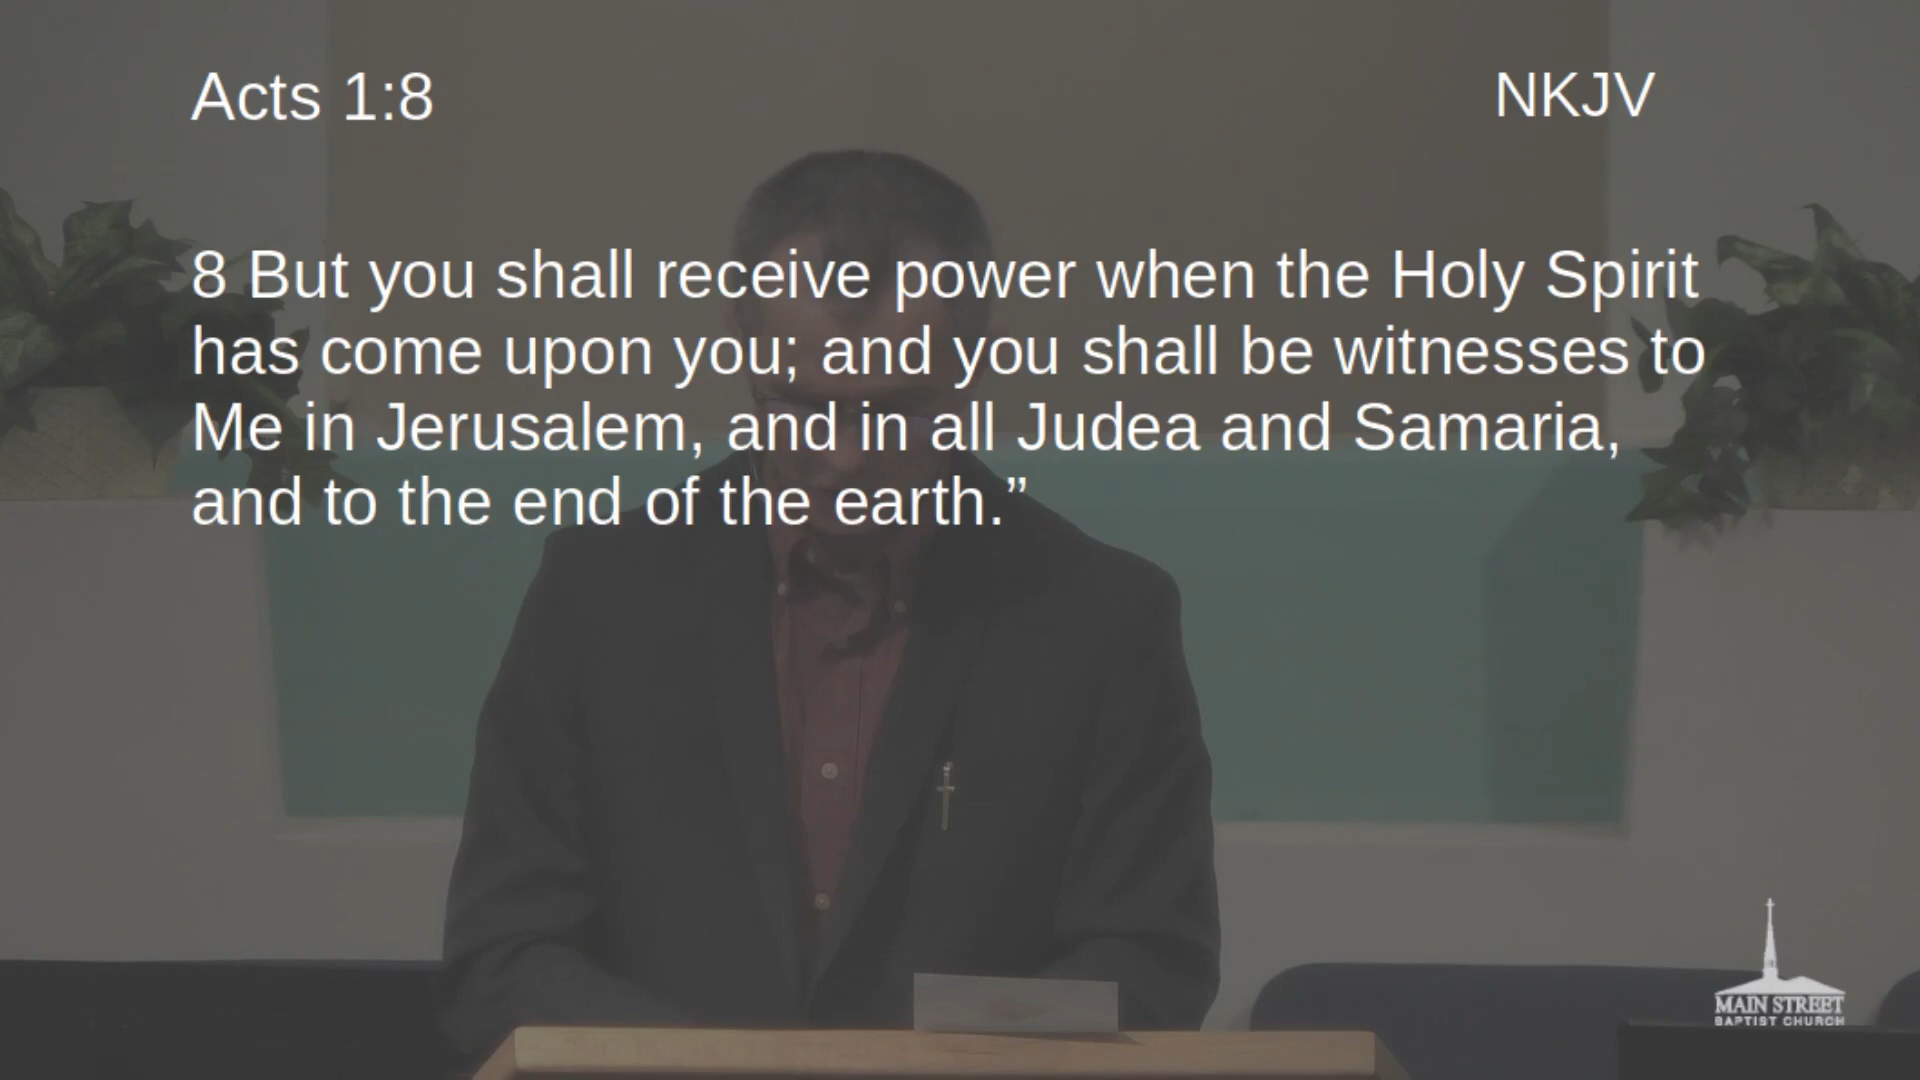 Acts 1:8 NKJV
8 But you shall receive power when the Holy Spirit
has come upon you; and you shall be witnesses to
Me in Jerusalem, and in all Judea and Samaria,
and to the end of the earth.”
MAIN STREET
BAPTIST CHURCH